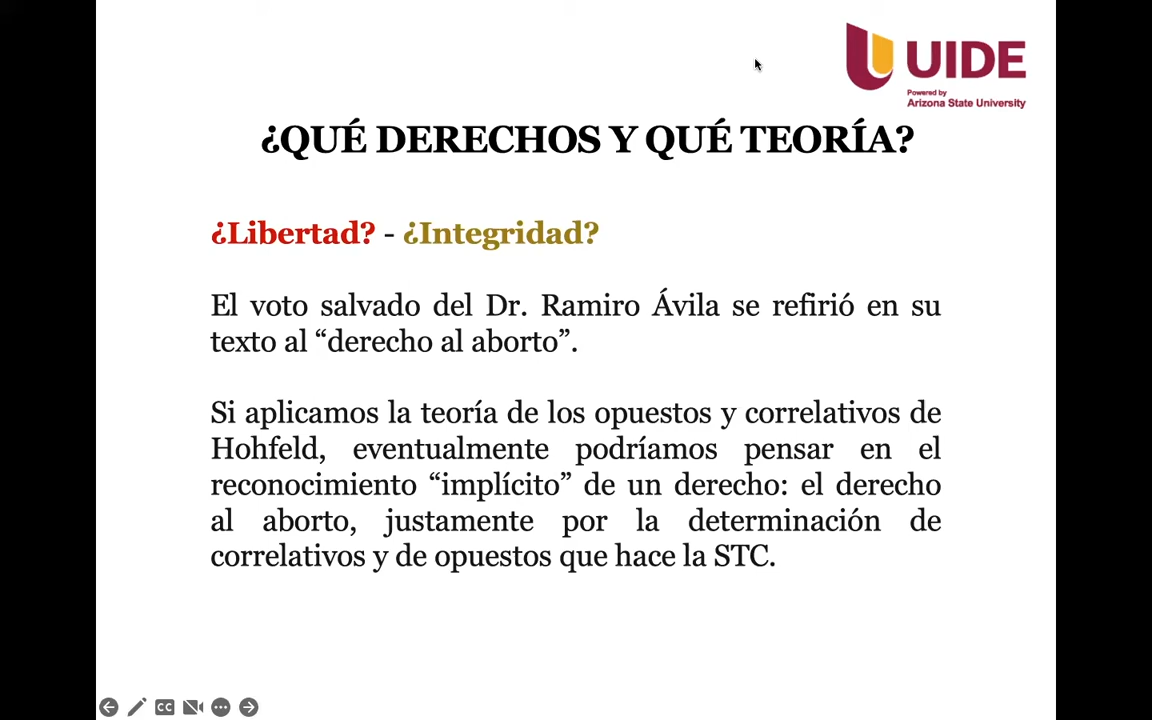 UIDE
Powered by
Arizona State University
¿QUÉ DERECHOS Y QUÉ TEORÍA?
¿Libertad? - ¿Integridad?
El voto salvado del Dr. Ramiro Ávila se refirió en su
texto al “derecho al aborto”.
Si aplicamos la teoría de los opuestos y correlativos de
Hohfeld, eventualmente podríamos pensar en el
reconocimiento “implícito” de un derecho: el derecho
al aborto, justamente por la determinación de
correlativos y de opuestos que hace la STC.
CC